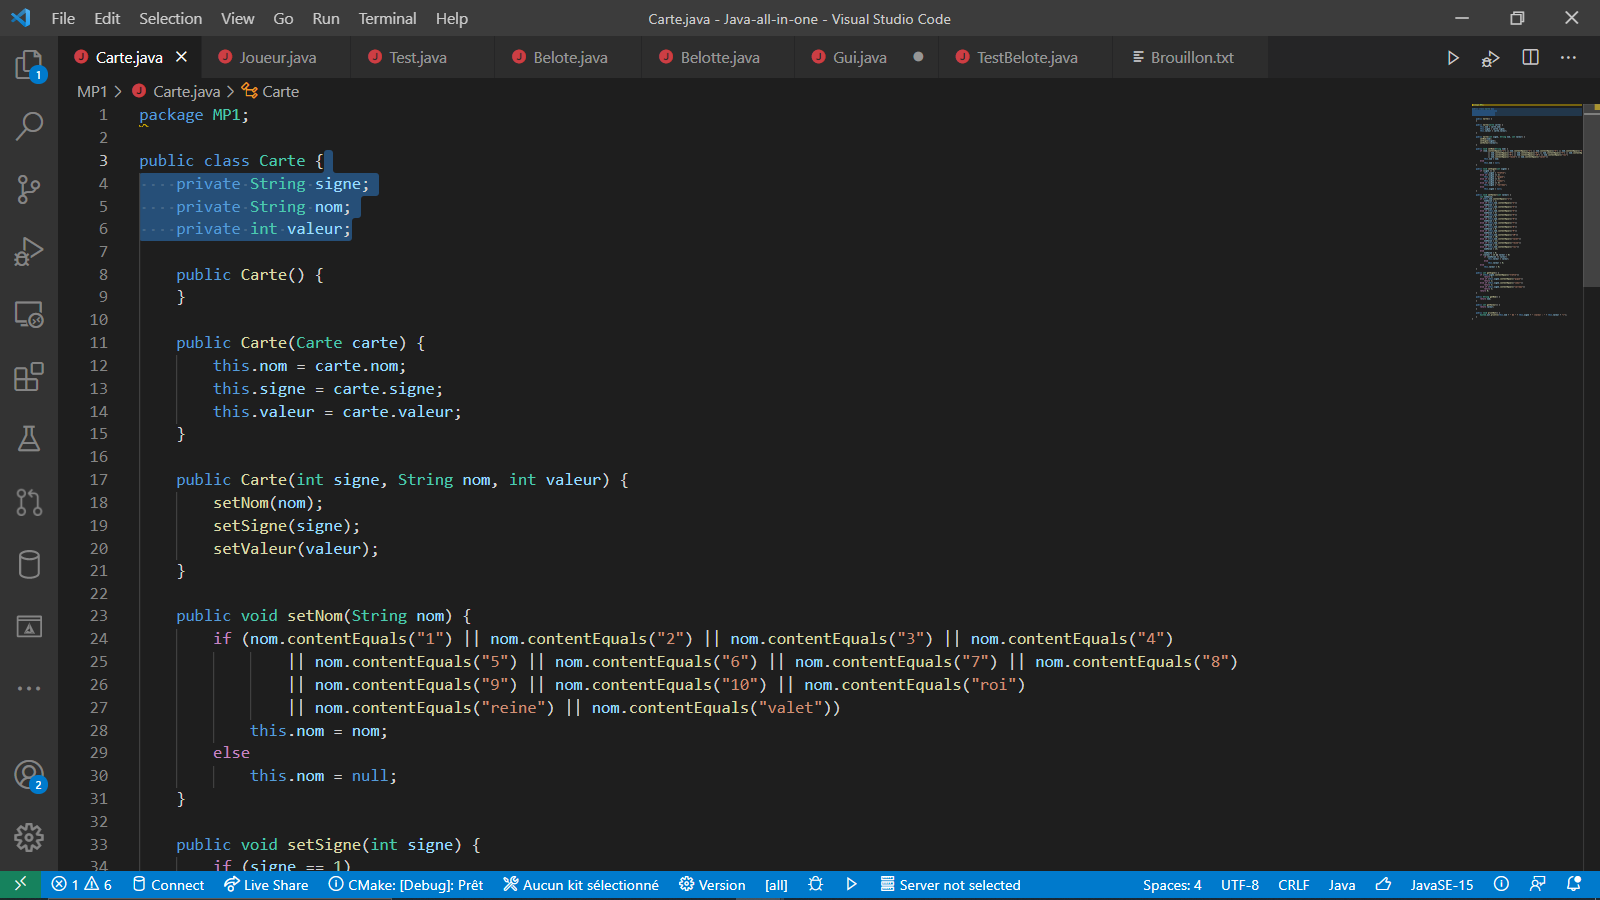 File Edit Selection View Go Run Terminal Help Carte.java - Java-all-in-one - Visual Studio Code
Carte.java Joueur.java Test.java Belote.java Belotte.java Gui.java TestBelote.java Brouillon.txt
MP1 > Carte.java > Carte
1 package MP1;
2
3 public class Carte {
4 private String signe;
5 private String nom;
6 private int valeur;
7
8 public Carte() {
9 }
10
11 public Carte(Carte carte) {
12 this.nom = carte.nom;
13 this.signe = carte.signe;
14 this.valeur = carte.valeur;
15 }
16
17 public Carte(int signe, String nom, int valeur) {
18 setNom(nom);
19 setSigne(signe);
20 setValeur(valeur);
21 }
22
23 public void setNom(String nom) {
24 if (nom.contentEquals("1") || nom.contentEquals("2") || nom.contentEquals("3") || nom.contentEquals("4")
25 || nom.contentEquals("5") || nom.contentEquals("6") || nom.contentEquals("7") || nom.contentEquals("8")
26 || nom.contentEquals("9") || nom.contentEquals("10") || nom.contentEquals("roi")
27 || nom.contentEquals("reine") || nom.contentEquals("valet"))
28 this.nom = nom;
29 else
30 this.nom = null;
31 }
32
33 public void setSigne(int signe) {
34 if (signe == 1)
1
2
1 6 Connect Live Share CMake: [Debug]: Prêt Aucun kit sélectionné Version [all] Server not selected Spaces: 4 UTF-8 CRLF Java JavaSE-15